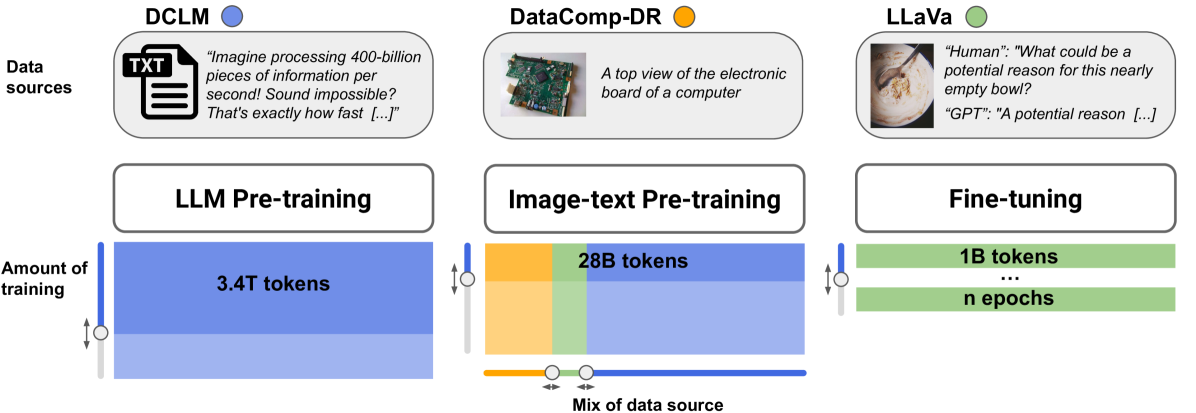 DCLM
DataComp-DR
LLaVa
Data
sources
TXT
“Imagine processing 400-billion
pieces of information per
second! Sound impossible?
That's exactly how fast [...]”
A top view of the electronic
board of a computer
“Human”: "What could be a
potential reason for this nearly
empty bowl?
“GPT”: "A potential reason [...]
LLM Pre-training
Image-text Pre-training
Fine-tuning
Amount of
training
3.4T tokens
28B tokens
1B tokens
...
n epochs
Mix of data source